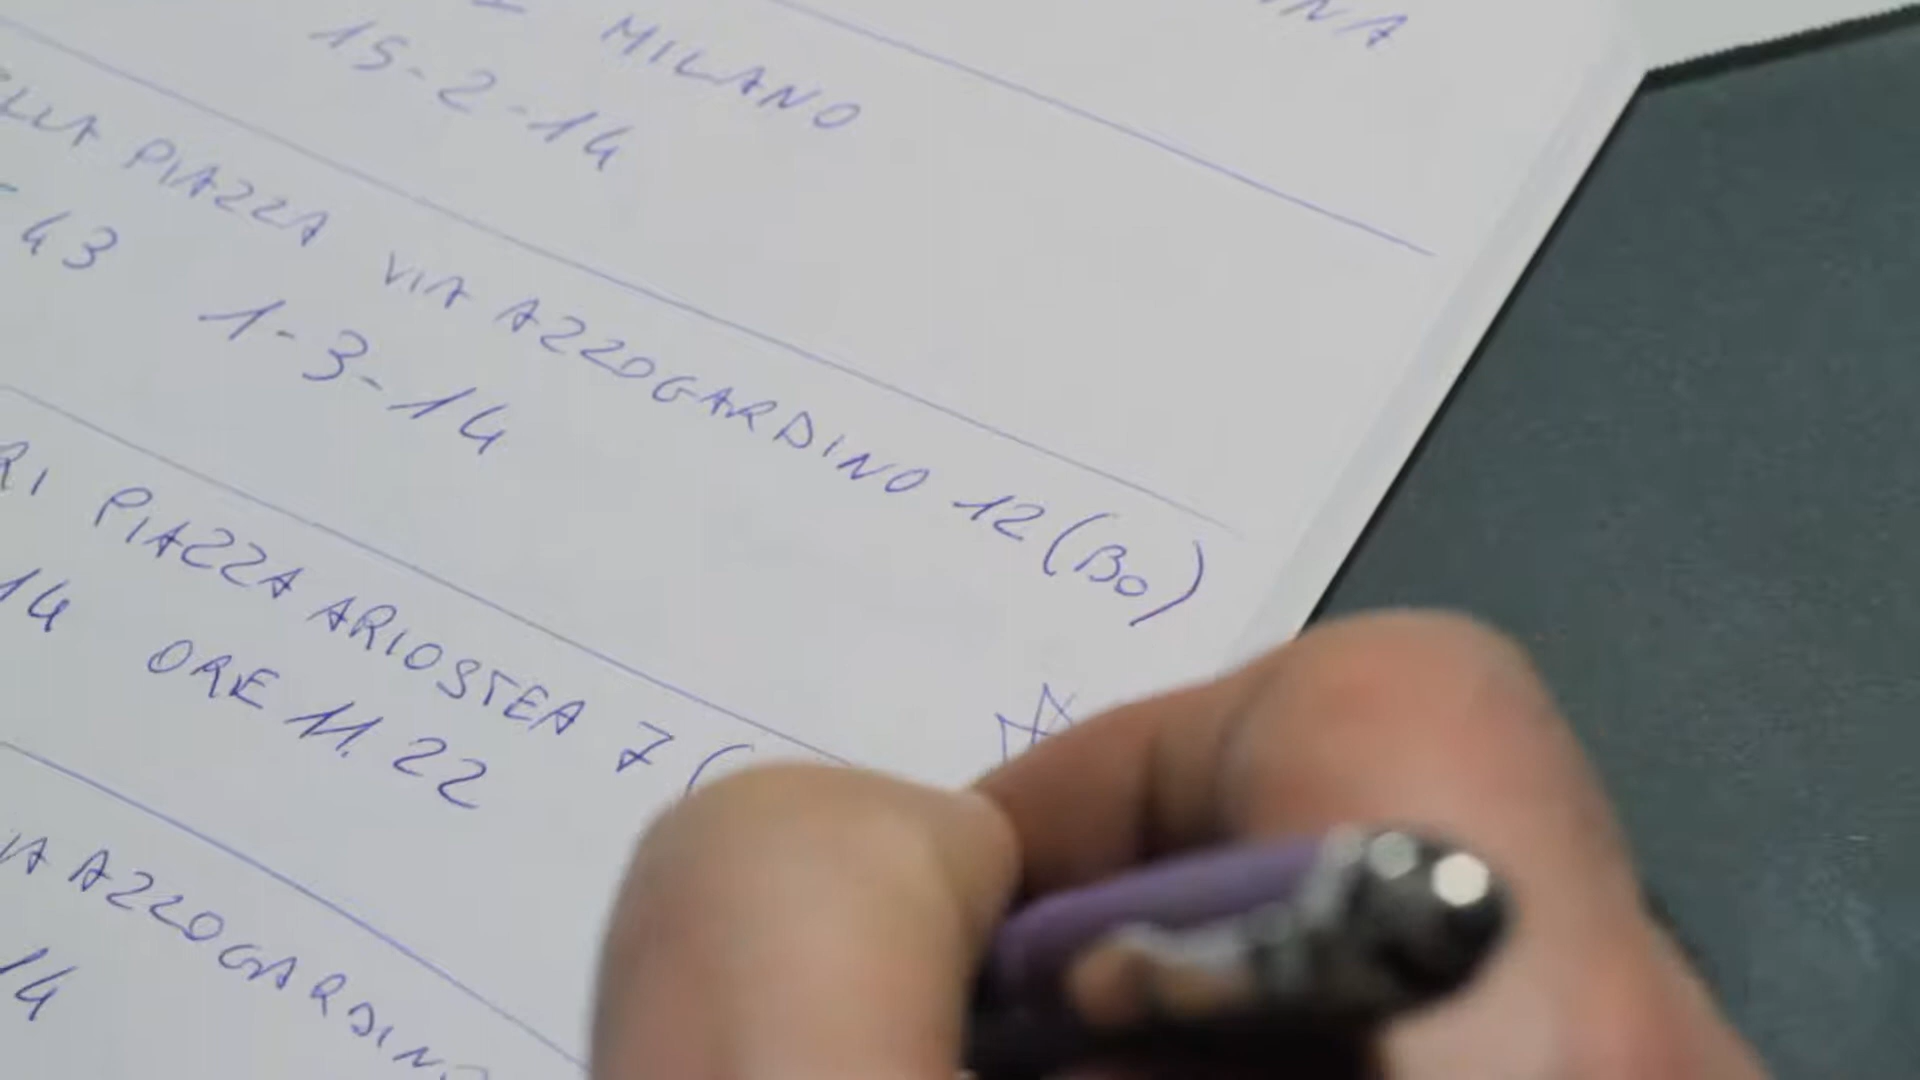 MILANO
15-2-14
PIAZZA VIA AZZOGARDINO 12 (BO)
43 1-3-14
RI PIAZZA ARIOSTEA 7 (
14 ORE 11.22
AZZOGARDINO
14